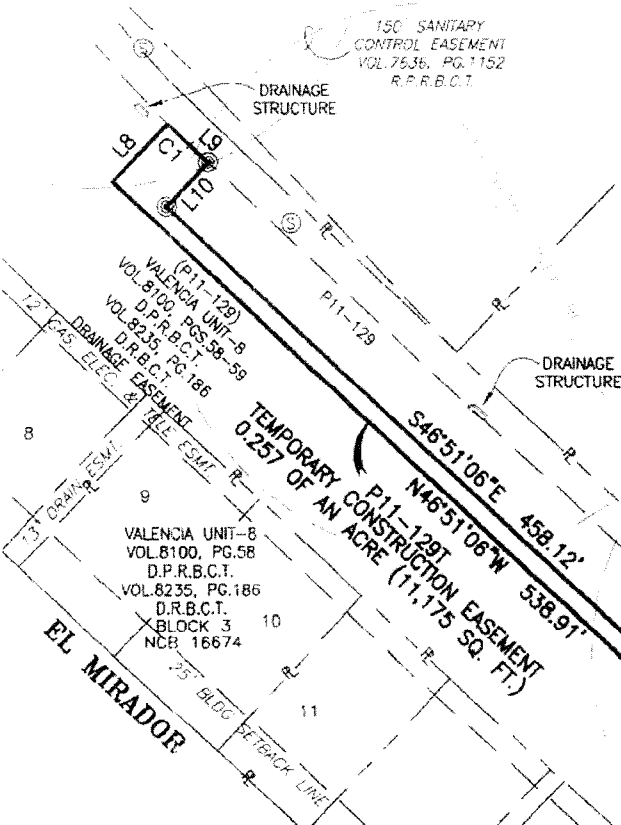 150' SANITARY
CONTROL EASEMENT
VOL.7636, PG.1152
R.P.R.B.C.T.
S
DRAINAGE
STRUCTURE
L8
C1
L9
L10
S
P11-129
DRAINAGE
STRUCTURE
(P11-129)
VALENCIA UNIT-8
VOL.8100, PGS.58-59
D.P.R.B.C.T.
VOL.8235, PG.186
D.R.B.C.T.
DRAINAGE EASEMENT
12' GAS, ELEC. & TELE ESMT
S46°51'06"E 458.12'
N46°51'06"W 538.91'
P11-129T
TEMPORARY CONSTRUCTION EASEMENT
0.257 OF AN ACRE (11,175 SQ. FT.)
8
13' DRAIN ESMT.
9
VALENCIA UNIT-8
VOL.8100, PG.58
D.P.R.B.C.T.
VOL.8235, PG.186
D.R.B.C.T.
BLOCK 3
NCB 16674
10
11
25' BLDG SETBACK LINE
EL MIRADOR